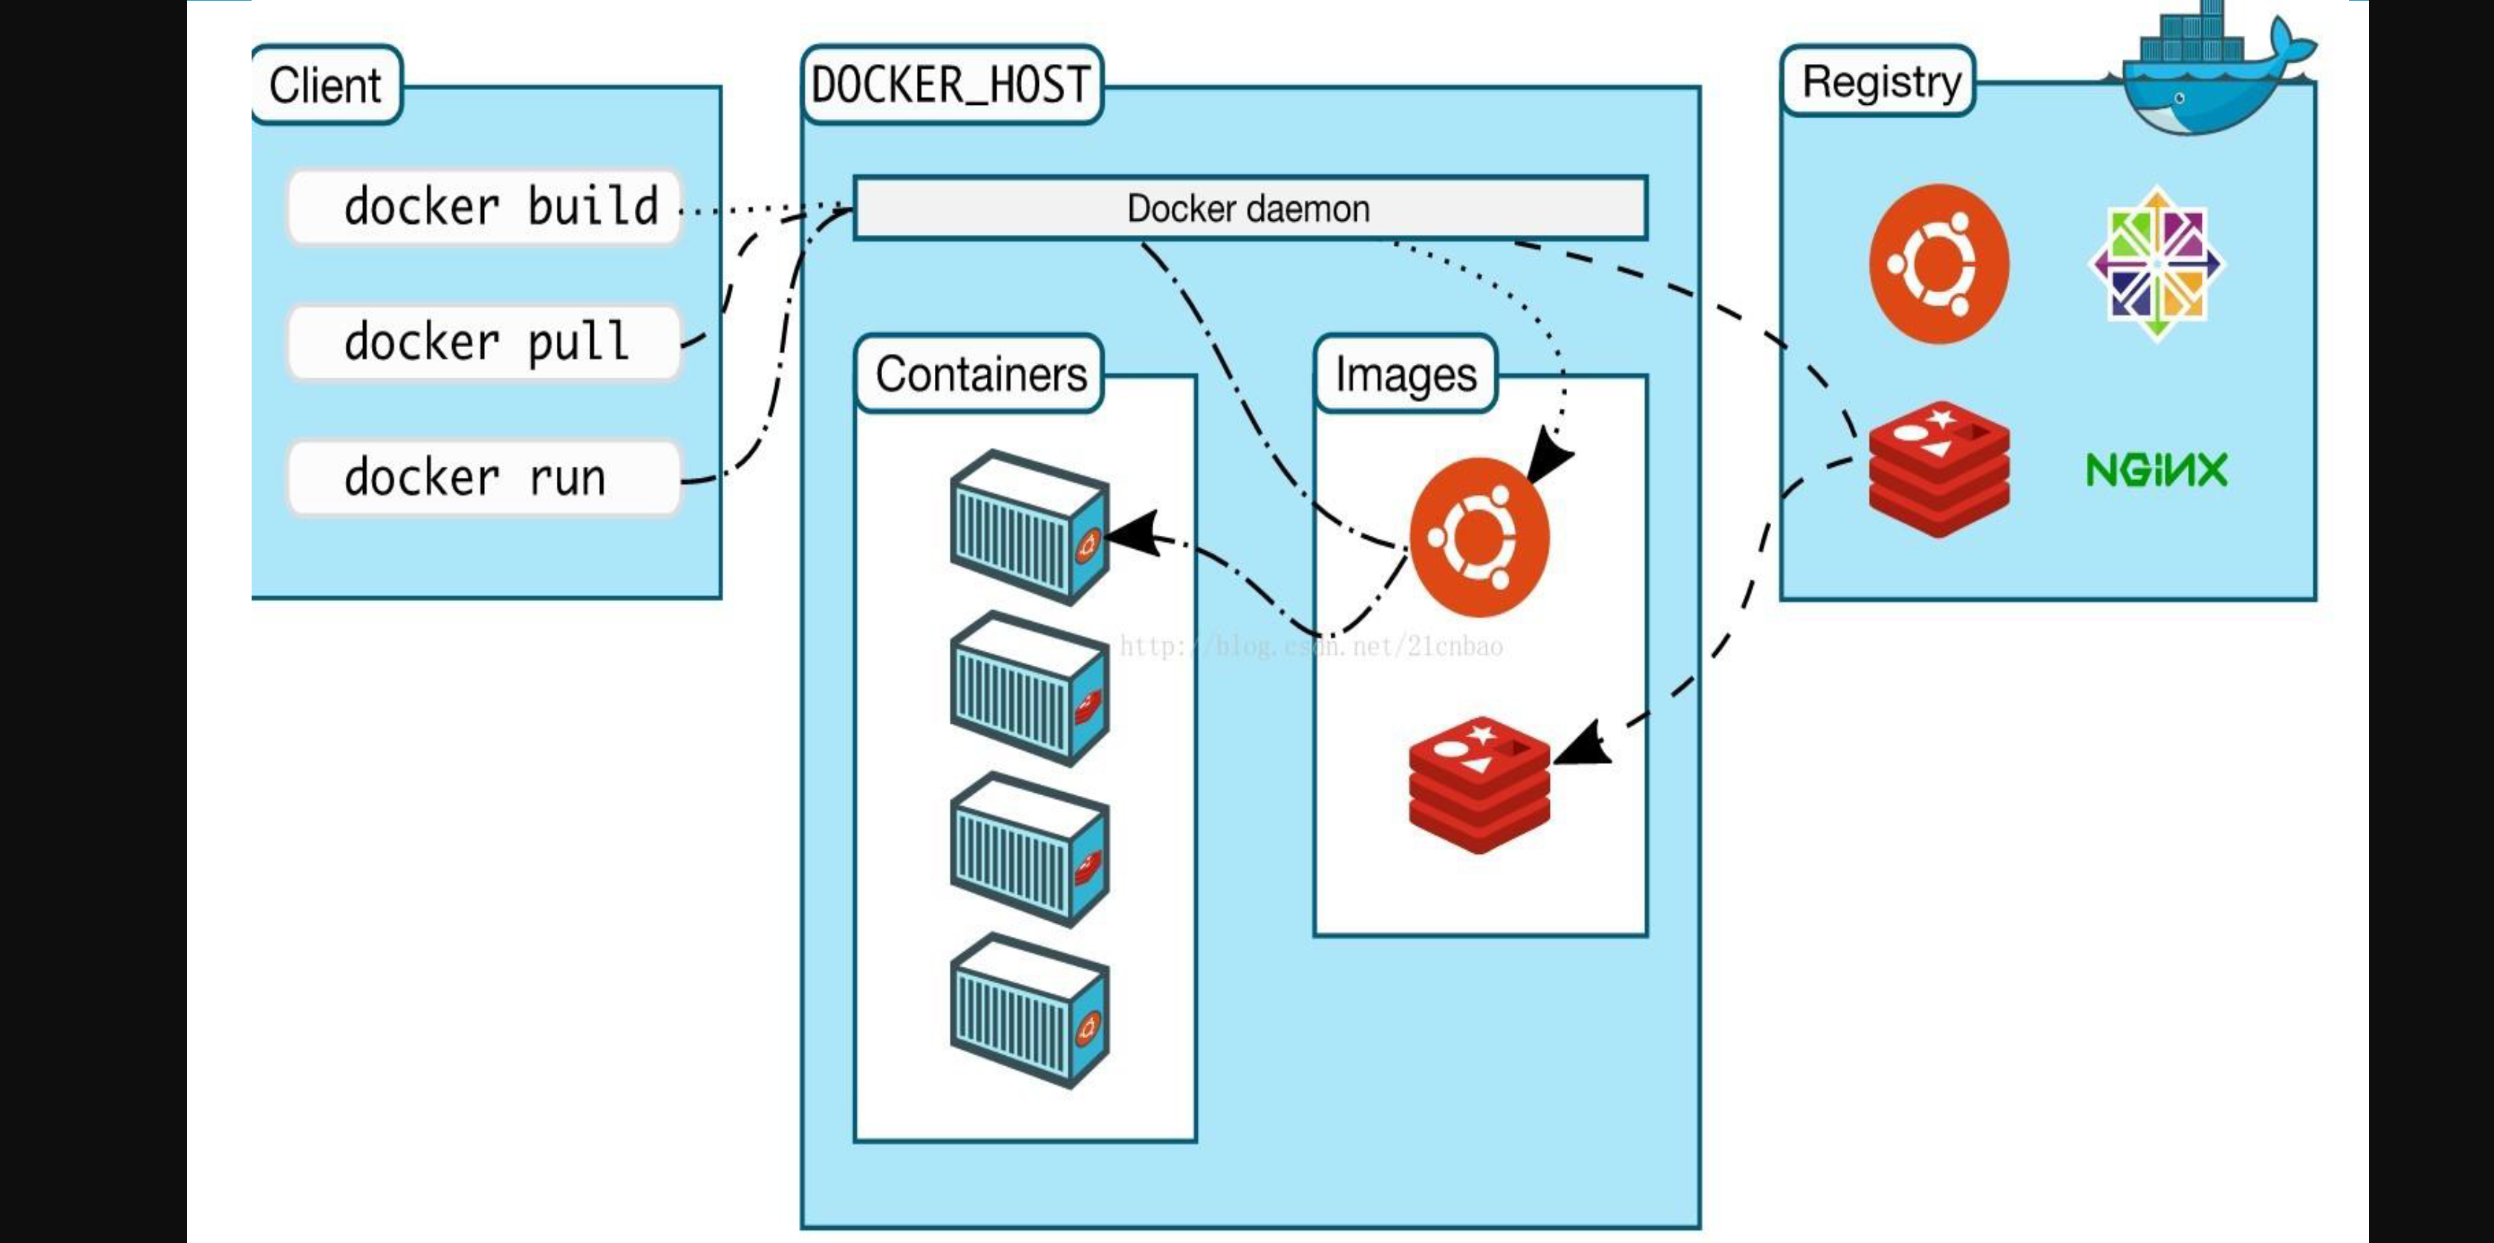 Client
docker build
docker pull
docker run
DOCKER_HOST
Docker daemon
Containers
Images
http://blog.csdn.net/21cnbao
Registry
NGINX